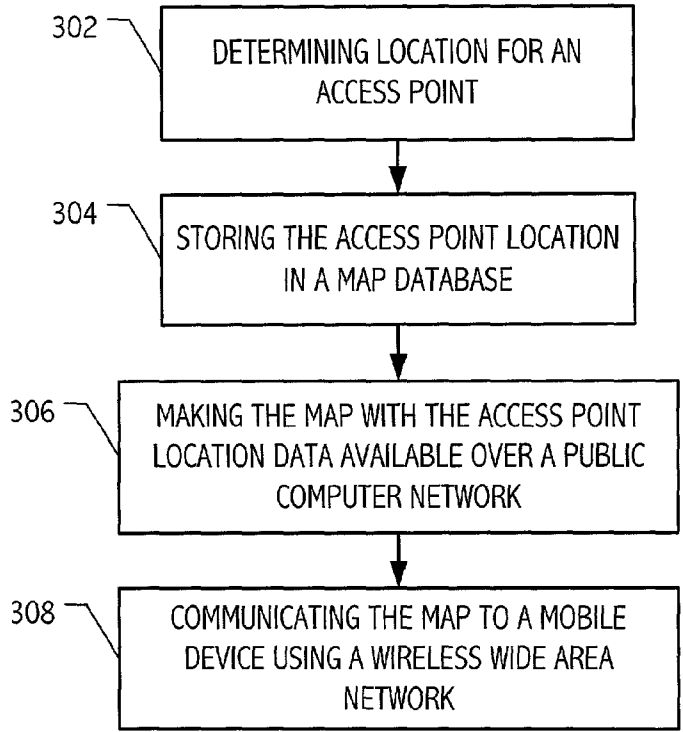 302
DETERMINING LOCATION FOR AN
ACCESS POINT
304
STORING THE ACCESS POINT LOCATION
IN A MAP DATABASE
306
MAKING THE MAP WITH THE ACCESS POINT
LOCATION DATA AVAILABLE OVER A PUBLIC
COMPUTER NETWORK
308
COMMUNICATING THE MAP TO A MOBILE
DEVICE USING A WIRELESS WIDE AREA
NETWORK